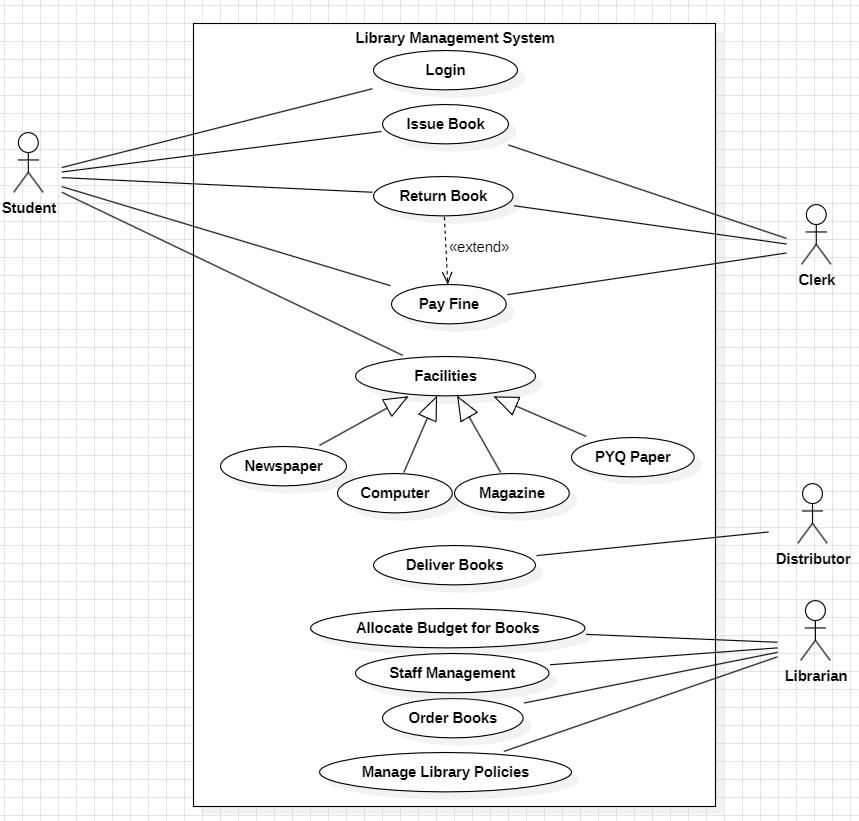 Library Management System
Login
Issue Book
Student
Return Book
«extend»
Clerk
Pay Fine
Facilities
Newspaper
PYQ Paper
Computer
Magazine
Deliver Books
Distributor
Allocate Budget for Books
Staff Management
Librarian
Order Books
Manage Library Policies